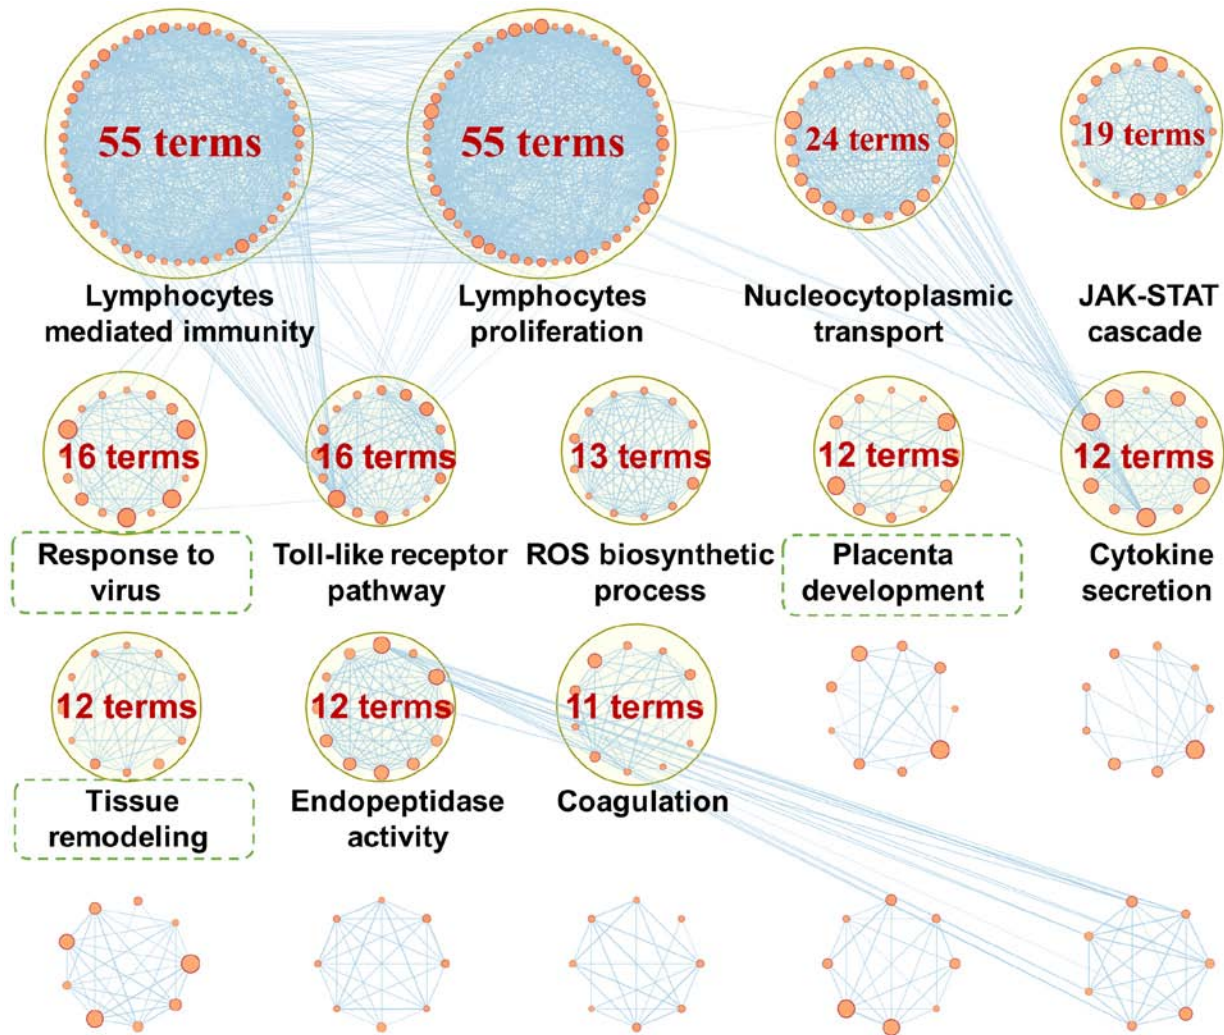 55 terms
55 terms
24 terms
19 terms
Lymphocytes
mediated immunity
Lymphocytes
proliferation
Nucleocytoplasmic
transport
JAK-STAT
cascade
16 terms
16 terms
13 terms
12 terms
12 terms
Response to
virus
Toll-like receptor
pathway
ROS biosynthetic
process
Placenta
development
Cytokine
secretion
12 terms
12 terms
11 terms
Tissue
remodeling
Endopeptidase
activity
Coagulation